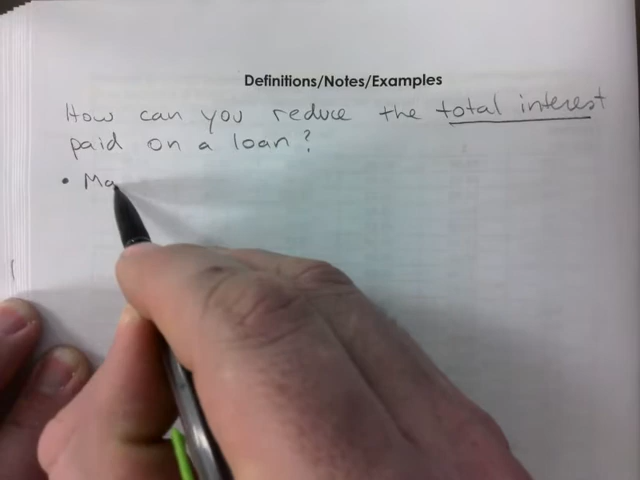 Definitions/Notes/Examples
How can you reduce the total interest
paid on a loan?
• Ma